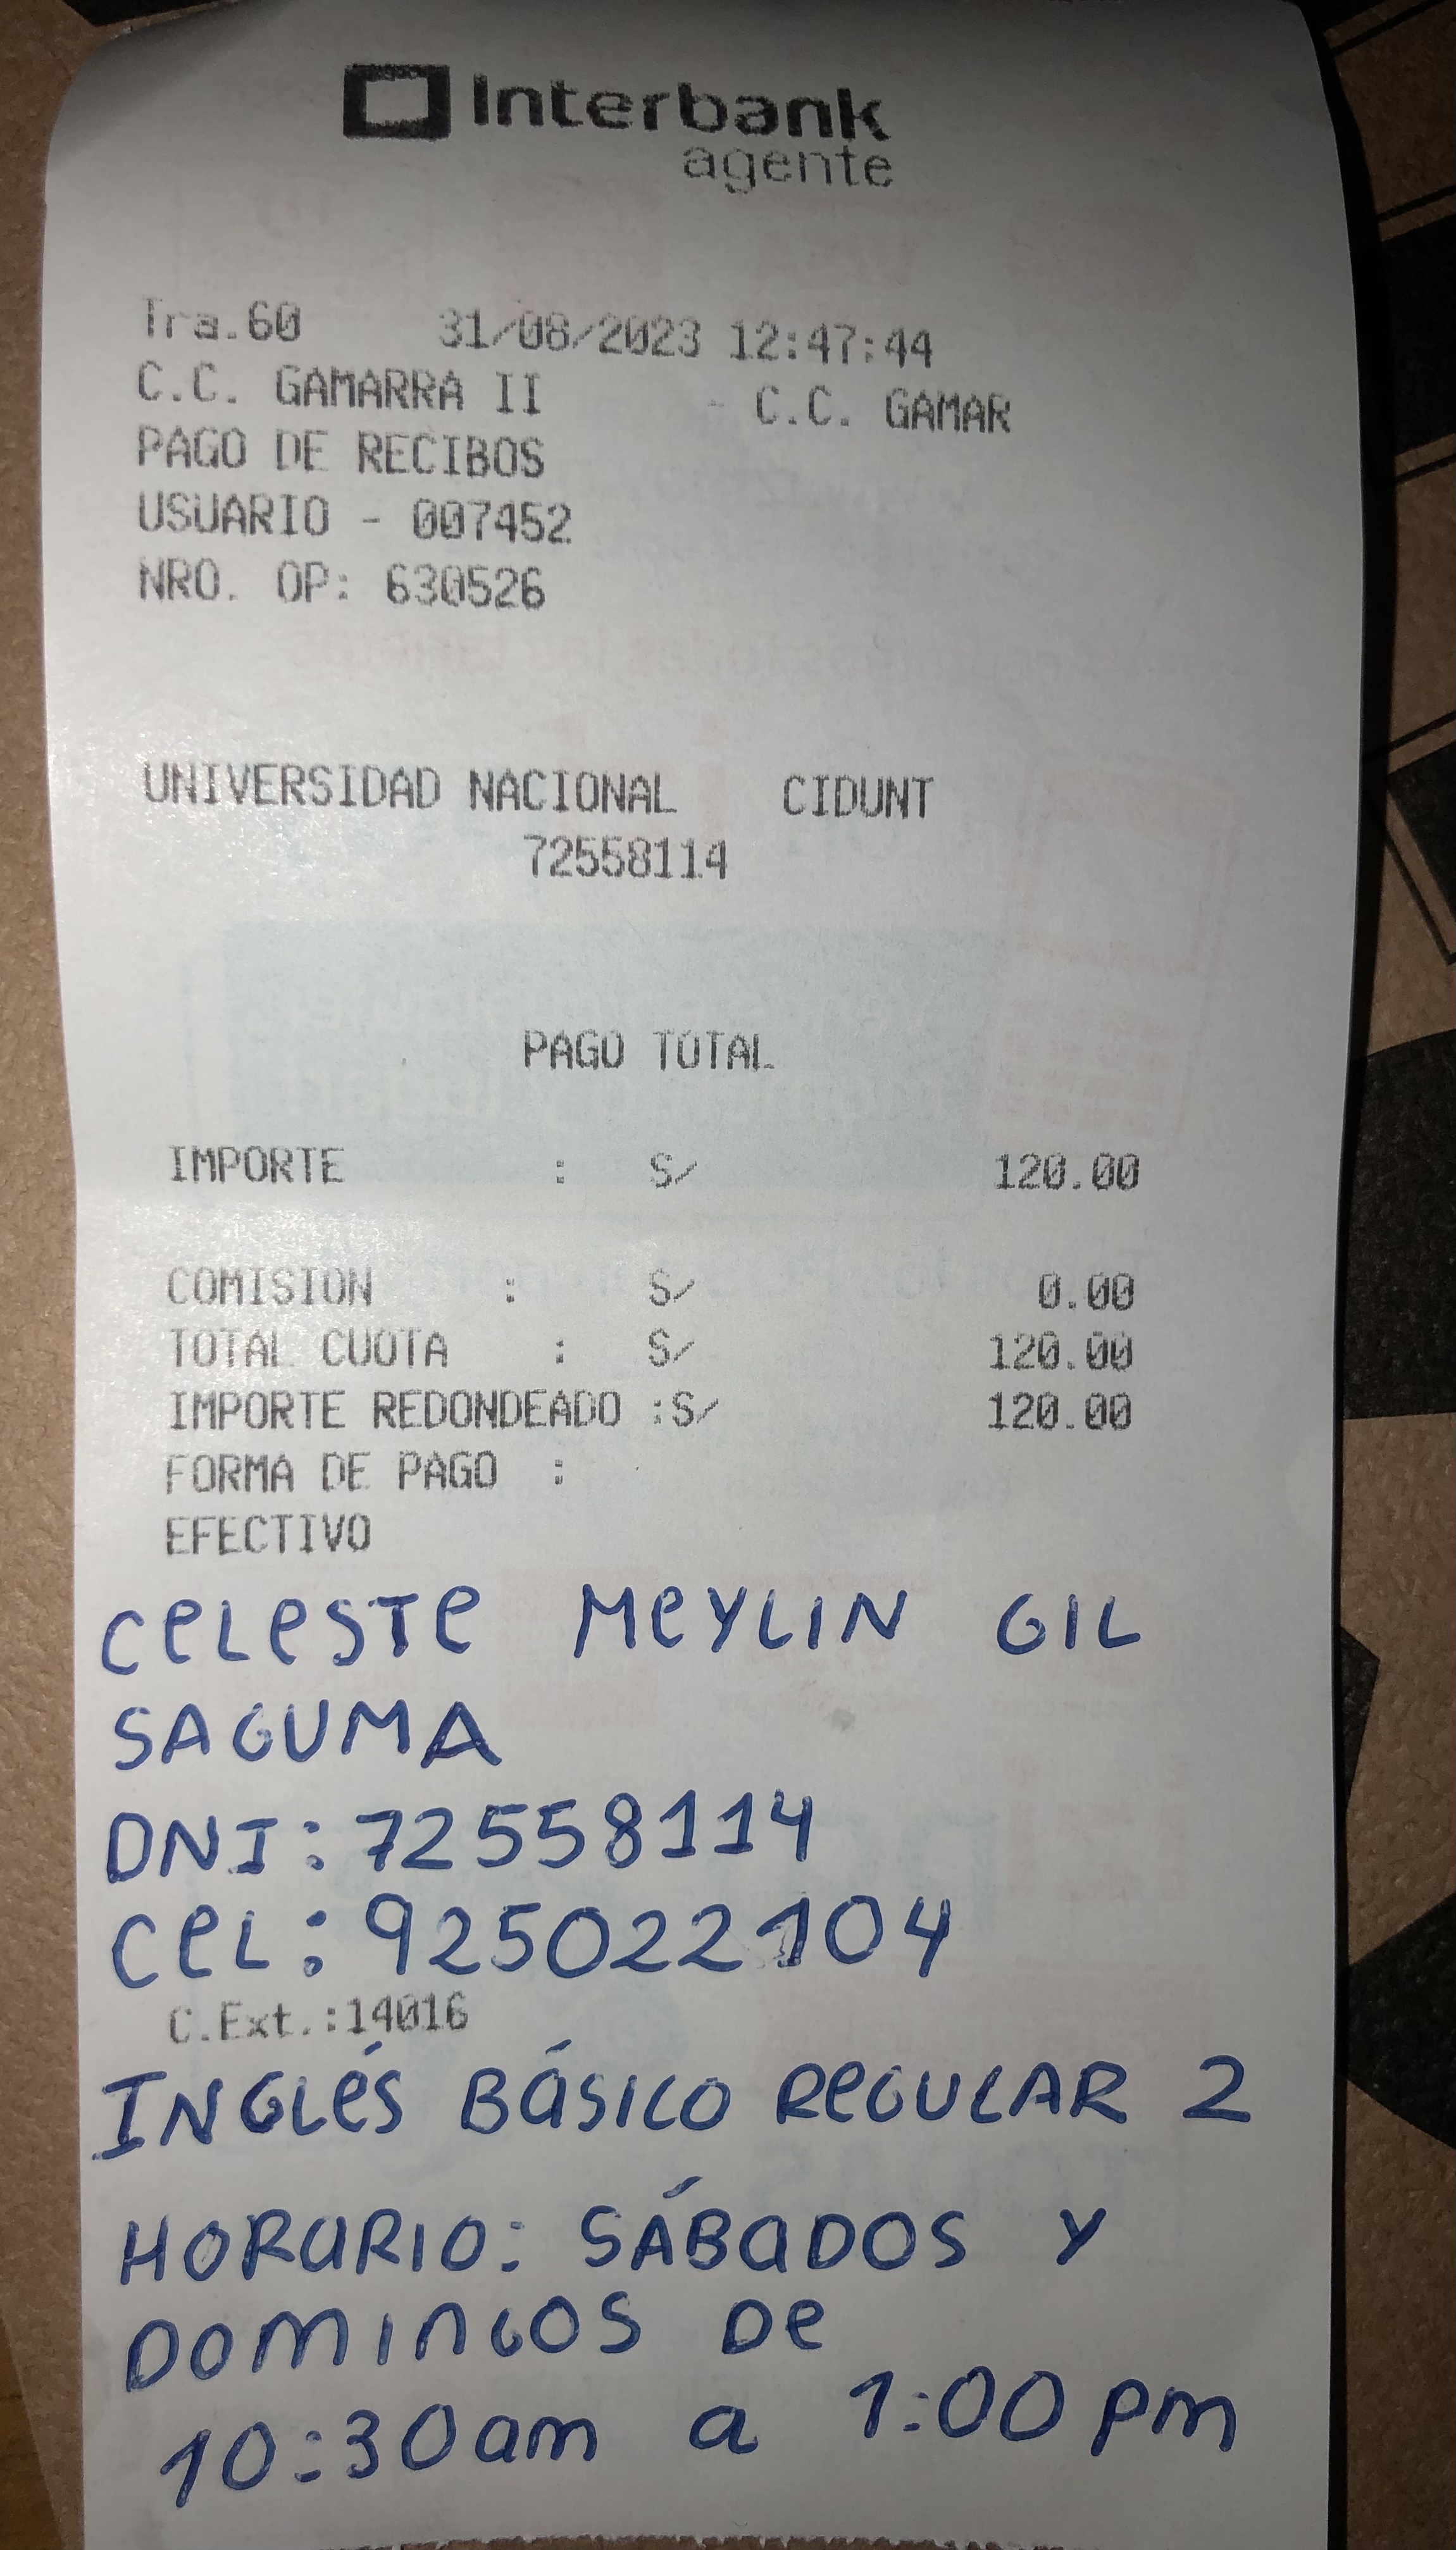 Interbank
agente
Tra.60 31/08/2023 12:47:44
C.C. GAMARRA II - C.C. GAMAR
PAGO DE RECIBOS
USUARIO - 007452
NRO. OP: 630526
UNIVERSIDAD NACIONAL CIDUNT
72558114
PAGO TOTAL
IMPORTE : S/ 120.00
COMISION : S/ 0.00
TOTAL CUOTA : S/ 120.00
IMPORTE REDONDEADO :S/ 120.00
FORMA DE PAGO :
EFECTIVO
CELESTE MEYLIN GIL
SAGUMA
DNI: 72558114
CEL: 925022104
C.Ext.:14016
INGLÉS BÁSICO REGULAR 2
HORARIO: SÁBADOS Y
DOMINGOS DE
10:30am a 1:00 pm